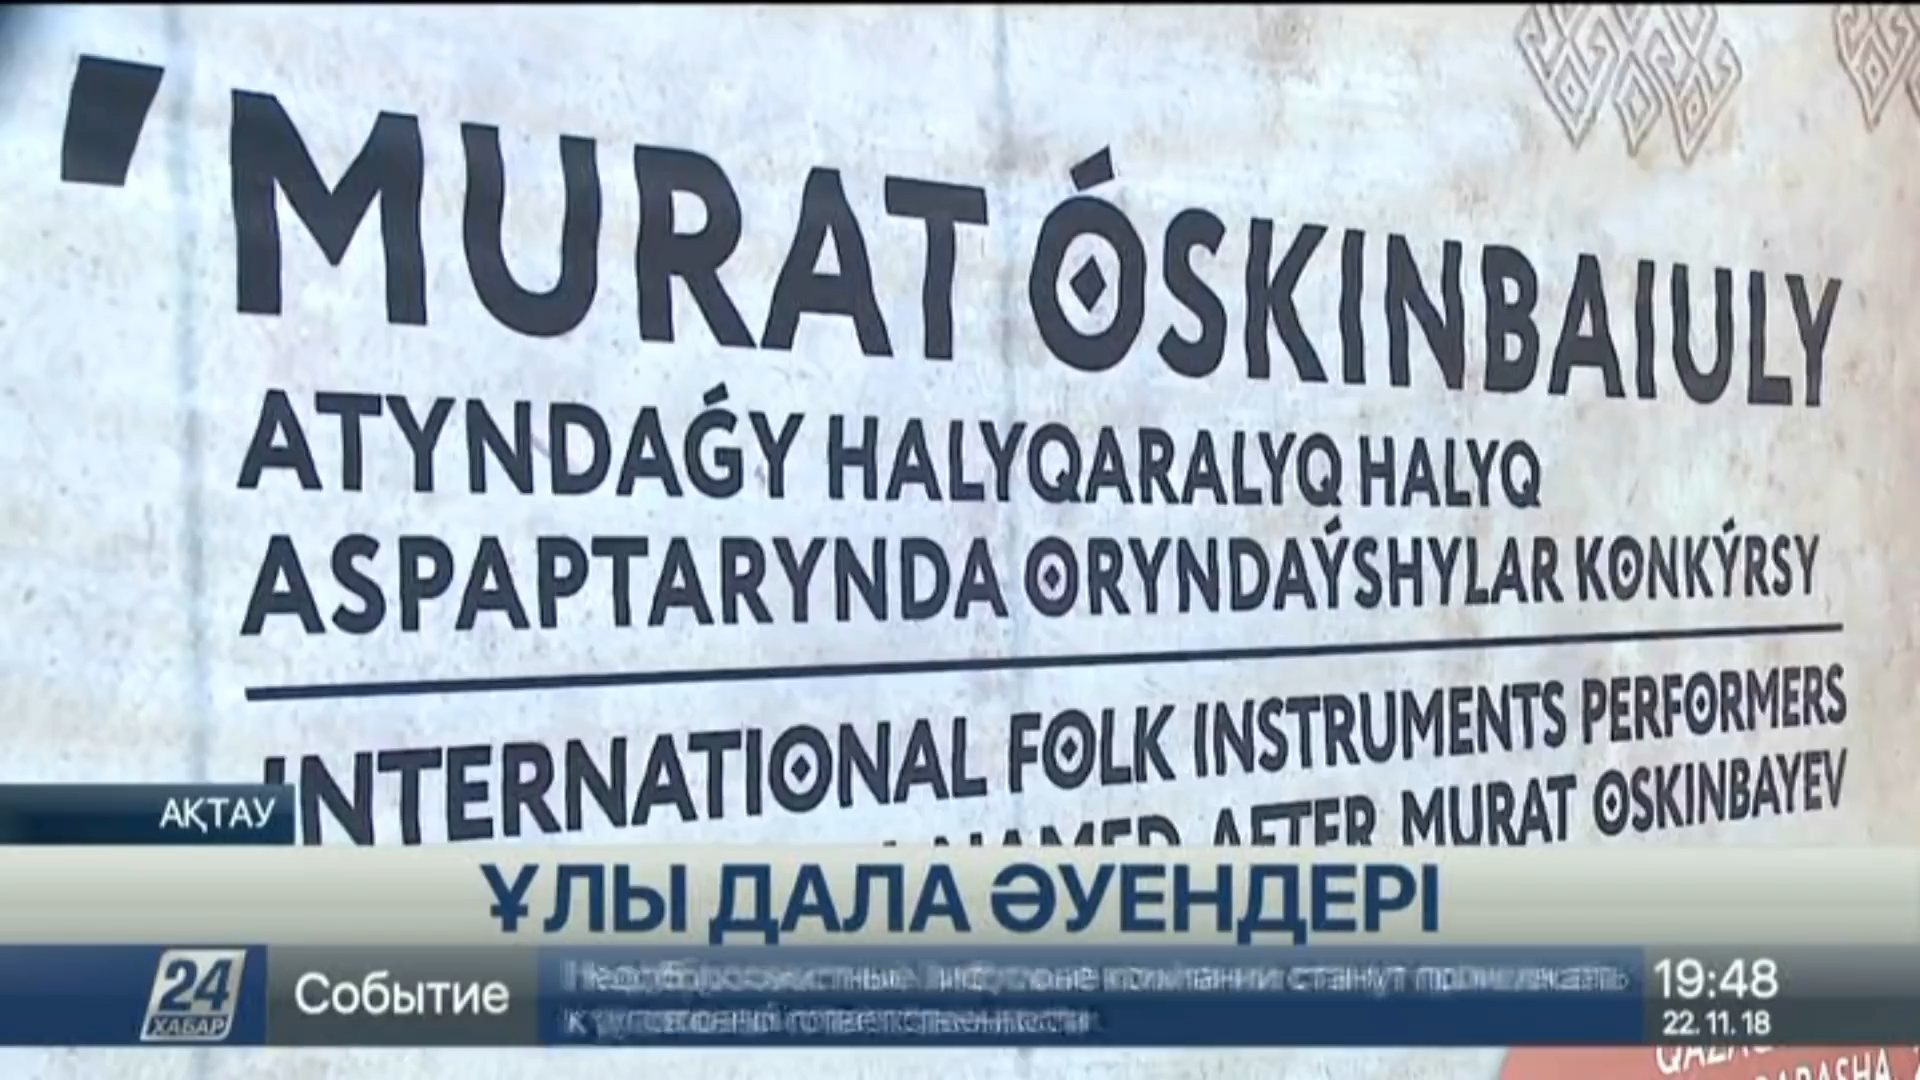 'MURAT ÓSKINBAIULY
ATYNDAǴY HALYQARALYQ HALYQ
ASPAPTARYNDA ORYNDAÝSHYLAR KONKÝRSY
INTERNATIONAL FOLK INSTRUMENTS PERFORMERS
NAMED AFTER MURAT OSKINBAYEV
АҚТАУ
ҰЛЫ ДАЛА ӘУЕНДЕРІ
24
ХАБАР
Событие
19:48
22.11.18